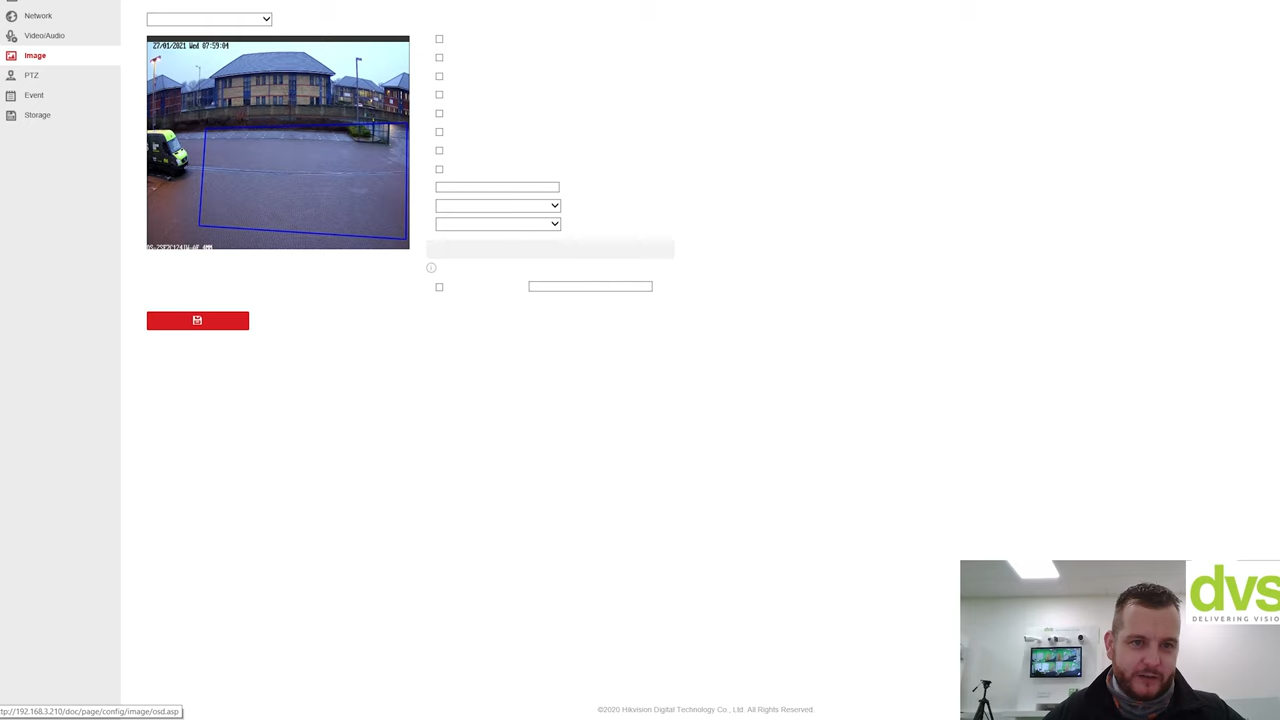 Network
Video/Audio
Image
PTZ
Event
Storage
27/01/2021 Wed 07:59:04
dvs
DELIVERING VISIO
ttp://192.168.3.210/doc/page/config/image/osd.asp
©2020 Hikvision Digital Technology Co., Ltd. All Rights Reserved.